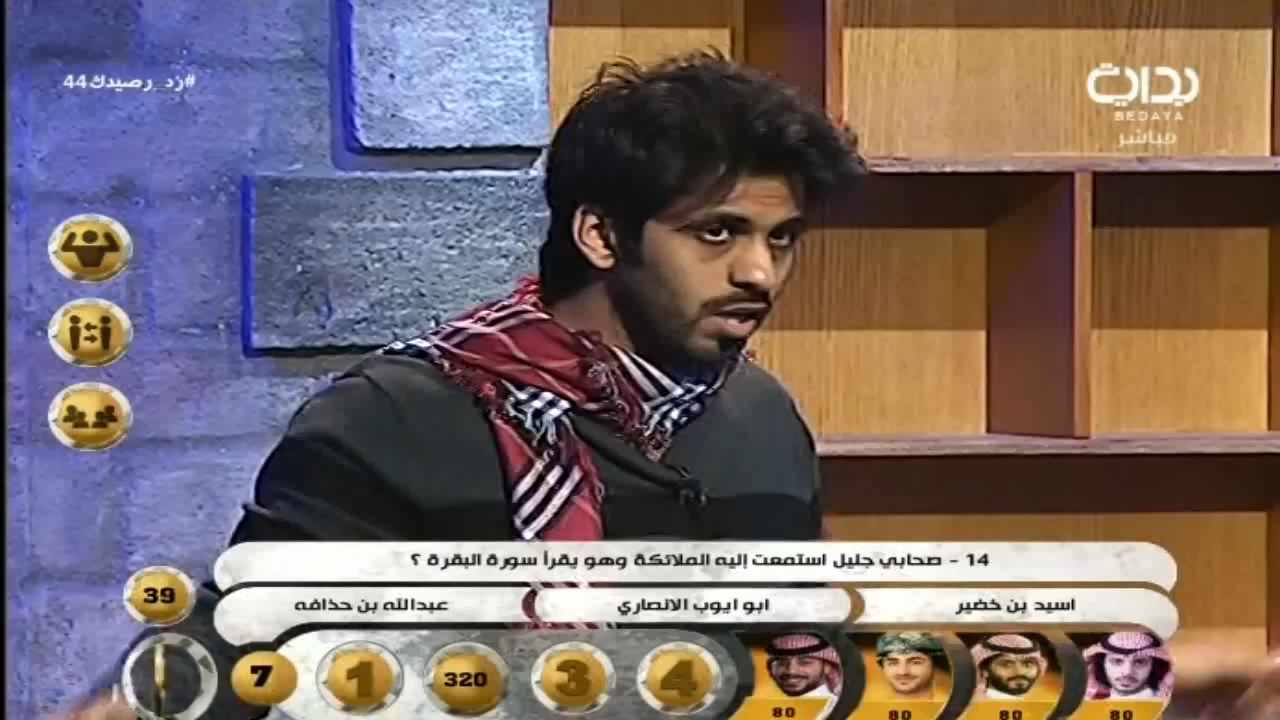 #زد_رصيدك44
بداية
BEDAYA
مباشر
14 - صحابي جليل استمعت إليه الملائكة وهو يقرأ سورة البقرة ؟
اسيد بن خضير
ابو ايوب الانصاري
عبدالله بن حذافه
39
7
1
320
3
4
80
80
80
80